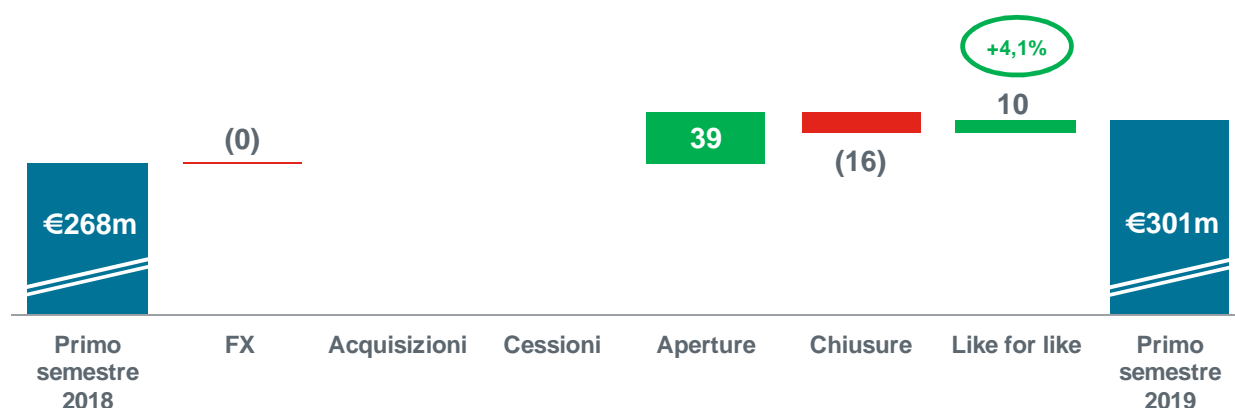 +4,1%
10
(0)
39
(16)
€268m
€301m
Primo
semestre
2018
FX
Acquisizioni
Cessioni
Aperture
Chiusure
Like for like
Primo
semestre
2019